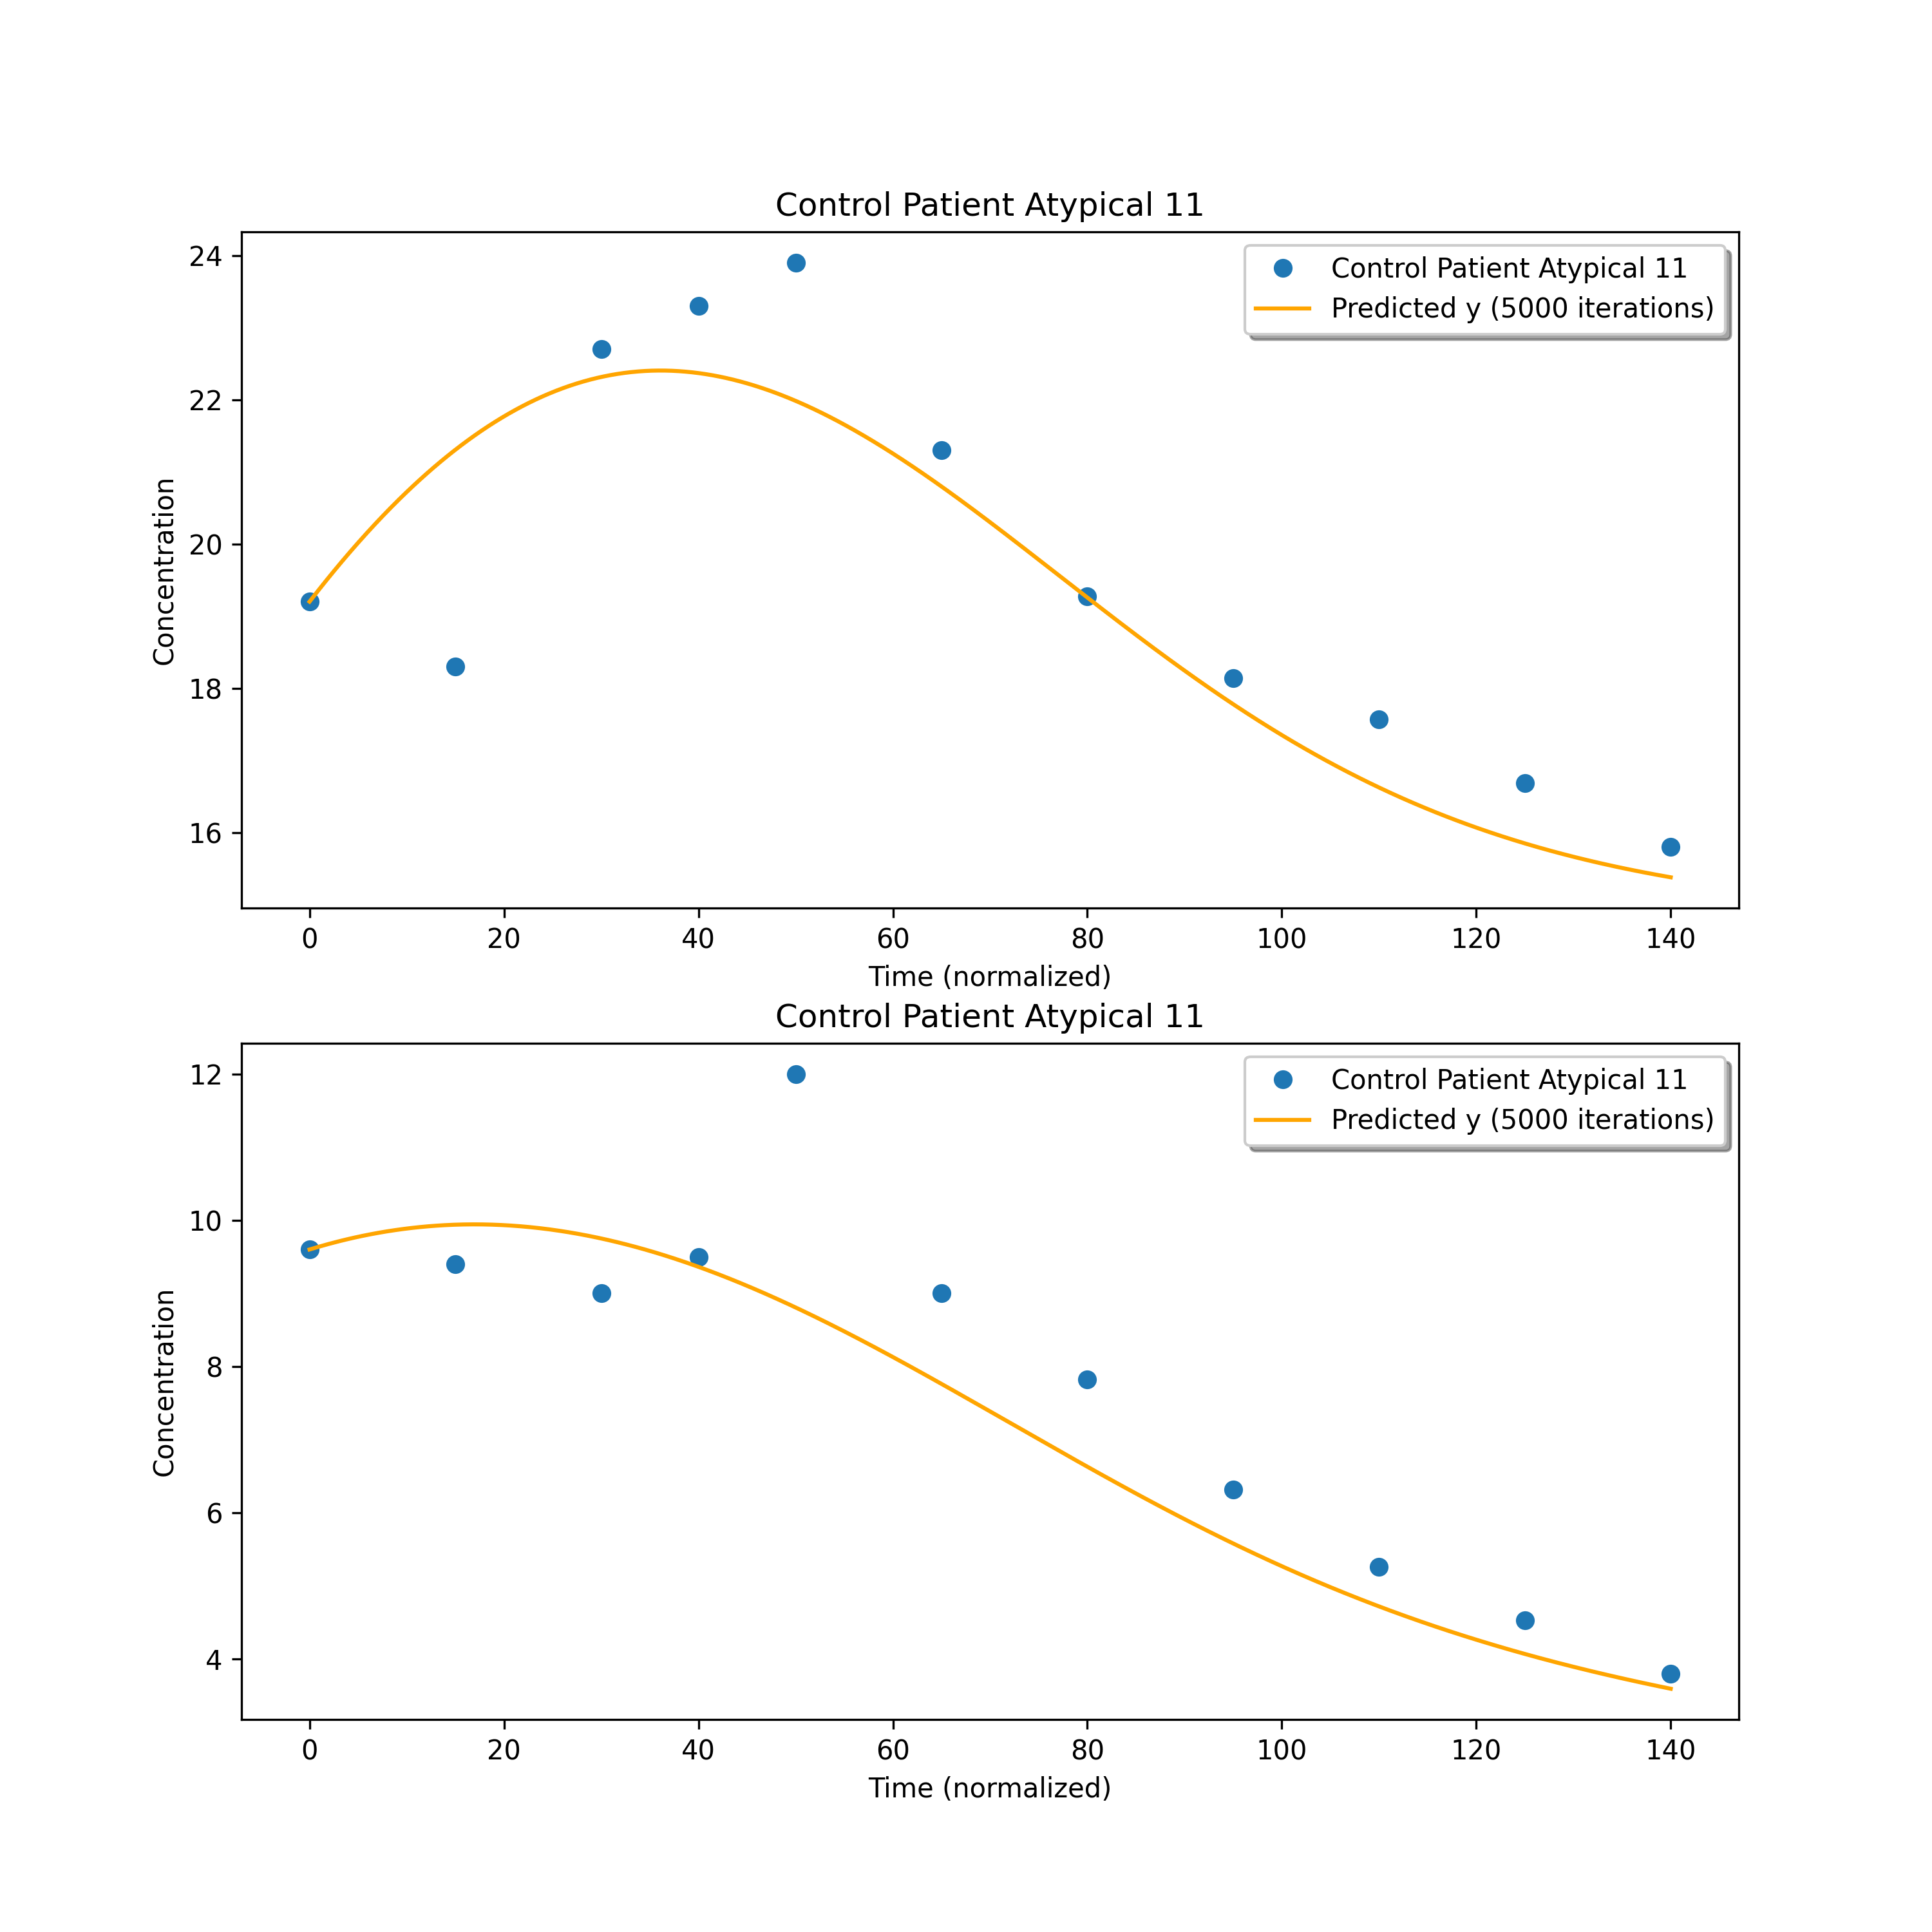 Control Patient Atypical 11
Control Patient Atypical 11
Predicted y (5000 iterations)
24
22
20
18
16
Concentration
0 20 40 60 80 100 120 140
Time (normalized)
Control Patient Atypical 11
Control Patient Atypical 11
Predicted y (5000 iterations)
12
10
8
6
4
Concentration
0 20 40 60 80 100 120 140
Time (normalized)